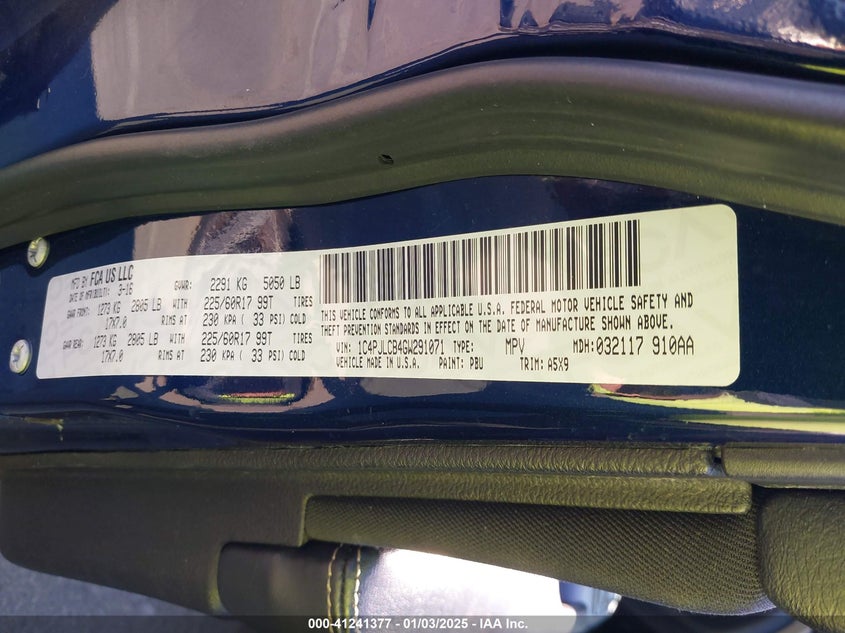 MFD BY FCA US LLC GVWR: 2291 KG 5050 LB
DATE OF MFR 3-16
GAWR FRONT: 1273 KG 2805 LB WITH 225/60R17 99T TIRES
17X7.0 RIMS AT 230 KPA ( 33 PSI) COLD
GAWR REAR: 1273 KG 2805 LB WITH 225/60R17 99T TIRES
17X7.0 RIMS AT 230 KPA ( 33 PSI) COLD
THIS VEHICLE CONFORMS TO ALL APPLICABLE U.S.A. FEDERAL MOTOR VEHICLE SAFETY AND
THEFT PREVENTION STANDARDS IN EFFECT ON THE DATE OF MANUFACTURE SHOWN ABOVE.
VIN: 1C4PJLCB4GW291071 TYPE: MPV MDH: 032117 910AA
VEHICLE MADE IN U.S.A. PAINT: PBU TRIM: A5X9
000-41241377 - 01/03/2025 - IAA Inc.